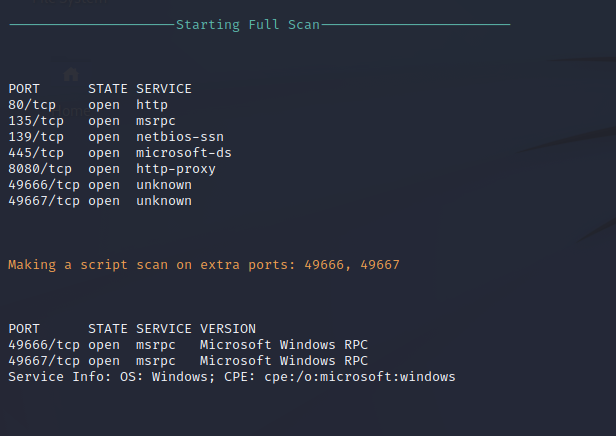 ---------------------Starting Full Scan------------------------
PORT      STATE SERVICE
80/tcp    open  http
135/tcp   open  msrpc
139/tcp   open  netbios-ssn
445/tcp   open  microsoft-ds
8080/tcp  open  http-proxy
49666/tcp open  unknown
49667/tcp open  unknown
Making a script scan on extra ports: 49666, 49667
PORT      STATE SERVICE VERSION
49666/tcp open  msrpc   Microsoft Windows RPC
49667/tcp open  msrpc   Microsoft Windows RPC
Service Info: OS: Windows; CPE: cpe:/o:microsoft:windows